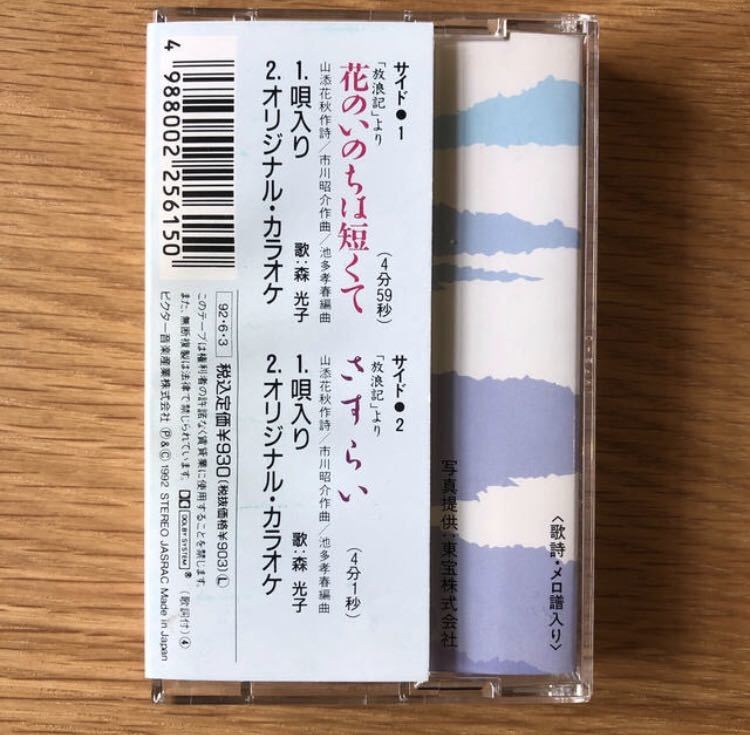 サイド●1
「放浪記」より
花のいのちは短くて
(4分59秒)
山添花秋作詩/市川昭介作曲/池多孝春編曲
1. 唄入り
歌:森 光子
2. オリジナル・カラオケ
サイド●2
「放浪記」より
さすらい
(4分1秒)
山添花秋作詩/市川昭介作曲/池多孝春編曲
1. 唄入り
歌:森 光子
2. オリジナル・カラオケ
4 988002 256150
92・6・3
税込定価¥930(税抜価格¥903)Ⓛ
このテープは権利者の許諾なく賃貸業に使用することを禁じます。
また、無断複製は法律で禁じられています。
DOLBY SYSTEM ®
(歌詞付)④
ビクター音楽産業株式会社 Ⓟ&Ⓒ 1992 STEREO JASRAC Made in Japan
写真提供:東宝株式会社
〈歌詩・メロ譜入り〉